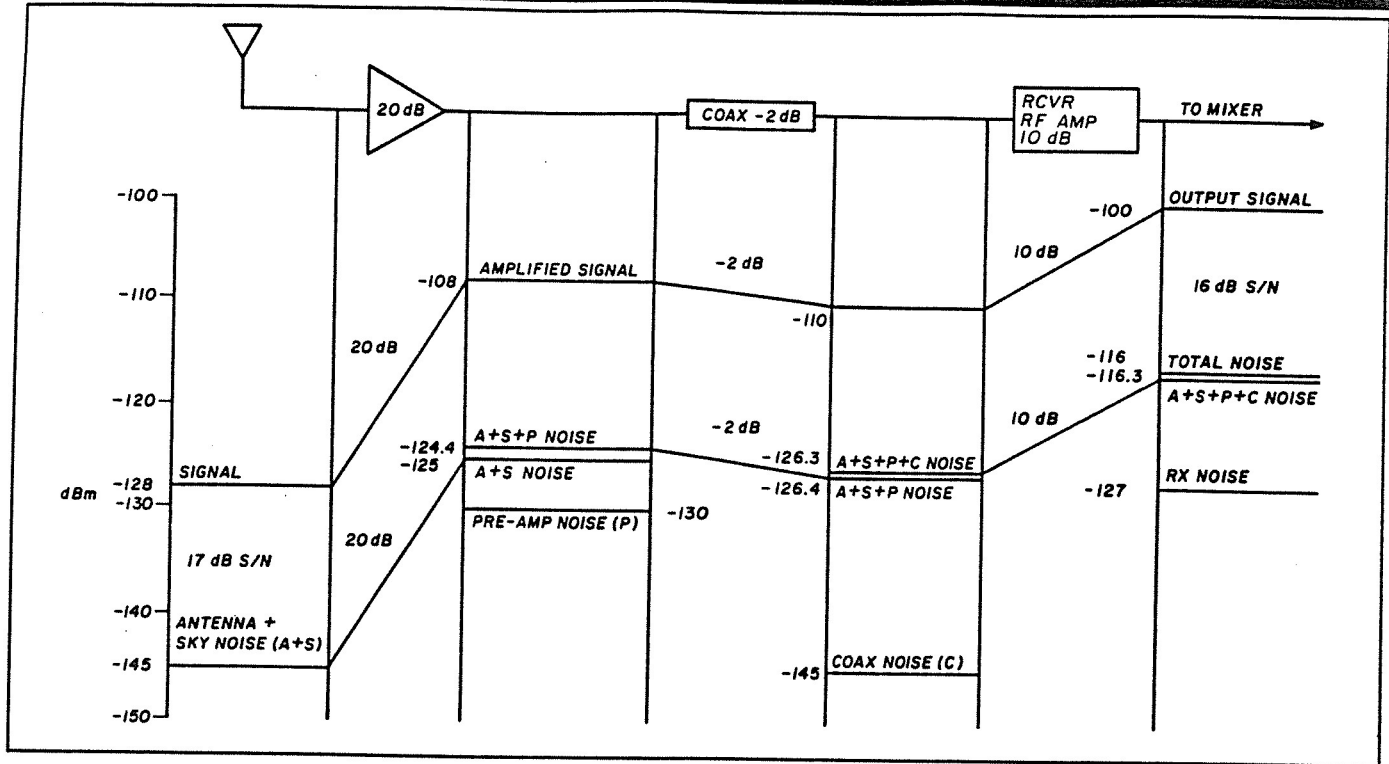 20 dB
COAX -2 dB
RCVR
RF AMP
10 dB
TO MIXER
-100
-110
-120
-128
-130
-140
-145
-150
dBm
SIGNAL
17 dB S/N
ANTENNA +
SKY NOISE (A+S)
20 dB
20 dB
-108
AMPLIFIED SIGNAL
-124.4
-125
A+S+P NOISE
A+S NOISE
PRE-AMP NOISE (P)
-130
-2 dB
-2 dB
-110
-126.3
-126.4
A+S+P+C NOISE
A+S+P NOISE
-145
COAX NOISE (C)
10 dB
10 dB
-100
OUTPUT SIGNAL
16 dB S/N
-116
-116.3
TOTAL NOISE
A+S+P+C NOISE
-127
RX NOISE